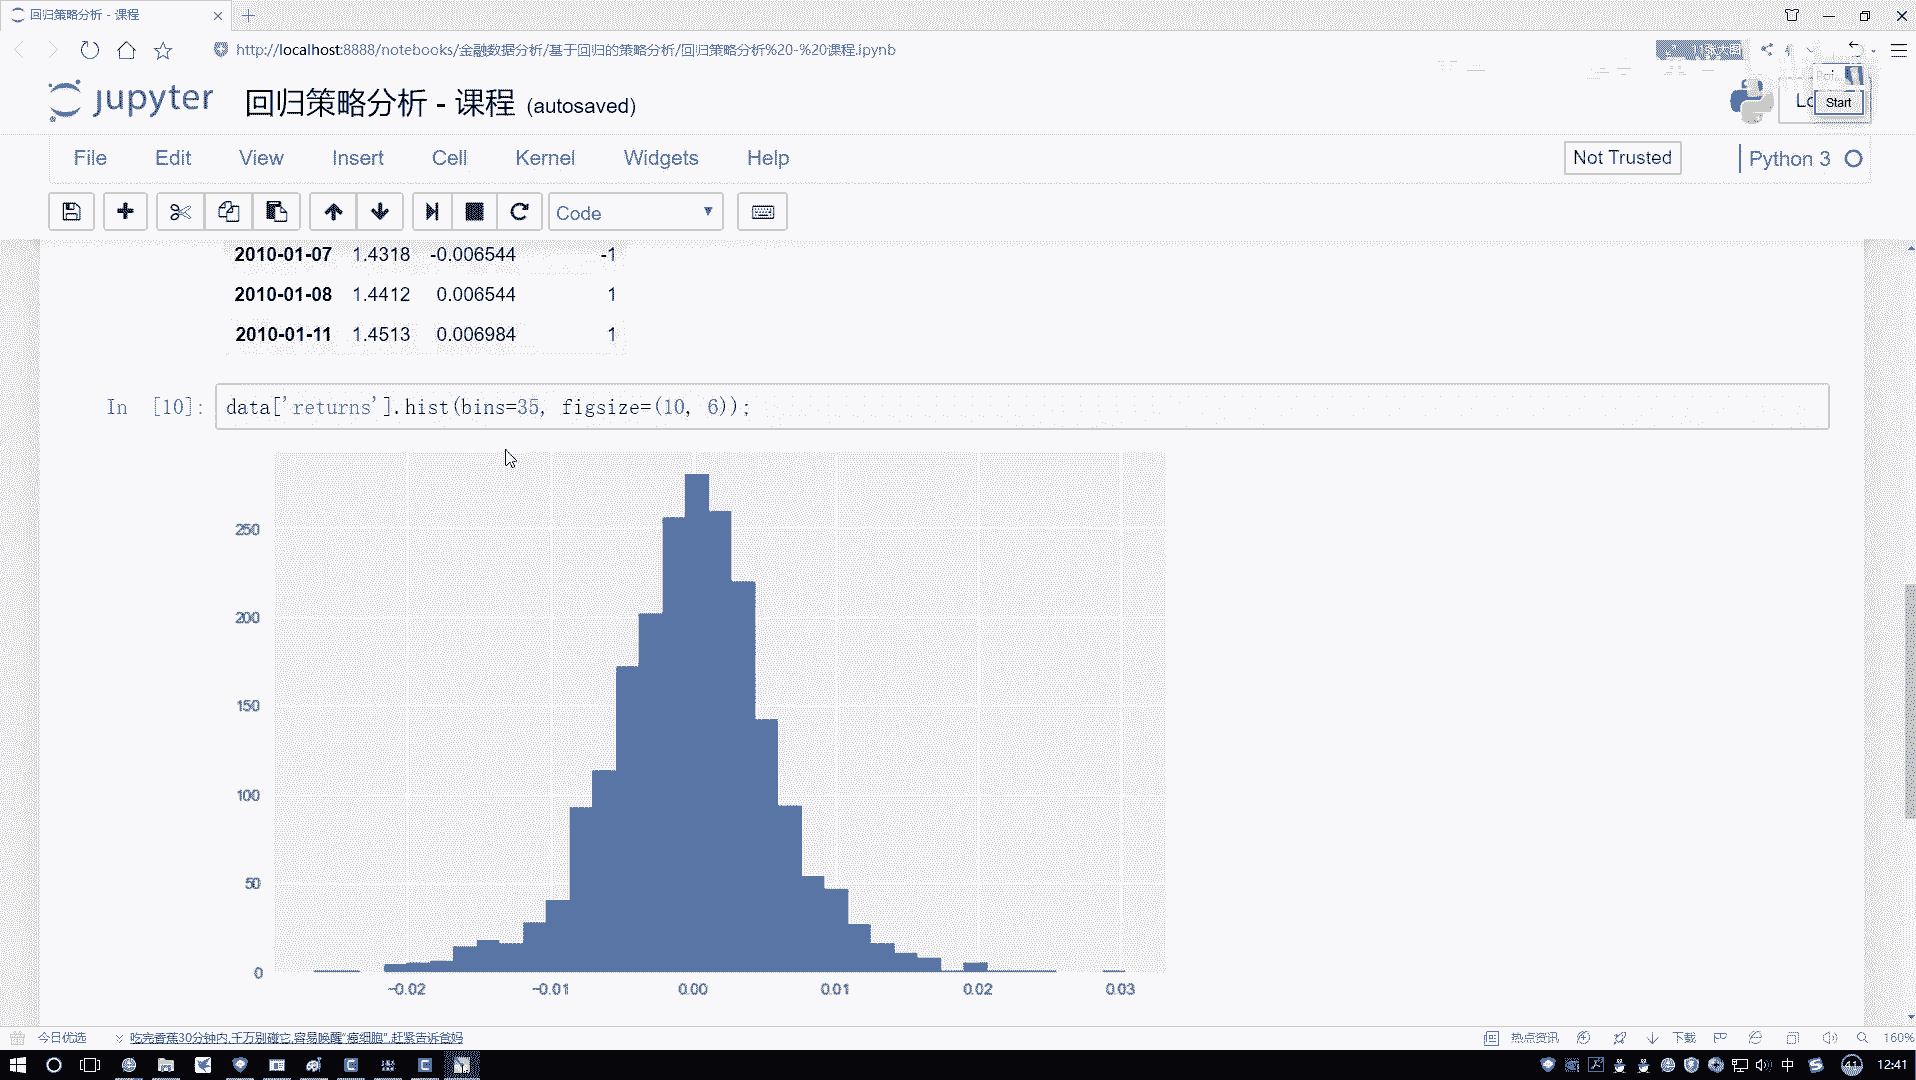 回归策略分析 - 课程
http://localhost:8888/notebooks/金融数据分析/基于回归的策略分析/回归策略分析%20-%20课程.ipynb
jupyter 回归策略分析 - 课程 (autosaved)
Start
File Edit View Insert Cell Kernel Widgets Help
Not Trusted Python 3
Code
2010-01-07 1.4318 -0.006544 -1
2010-01-08 1.4412 0.006544 1
2010-01-11 1.4513 0.006984 1
In [10]: data['returns'].hist(bins=35, figsize=(10, 6));
250
200
150
100
50
0
-0.02 -0.01 0.00 0.01 0.02 0.03
今日优选 吃完香蕉30分钟内,千万别碰它,容易唤醒"癌细胞",赶紧告诉爸妈 热点资讯 下载 160%
中 41 12:41